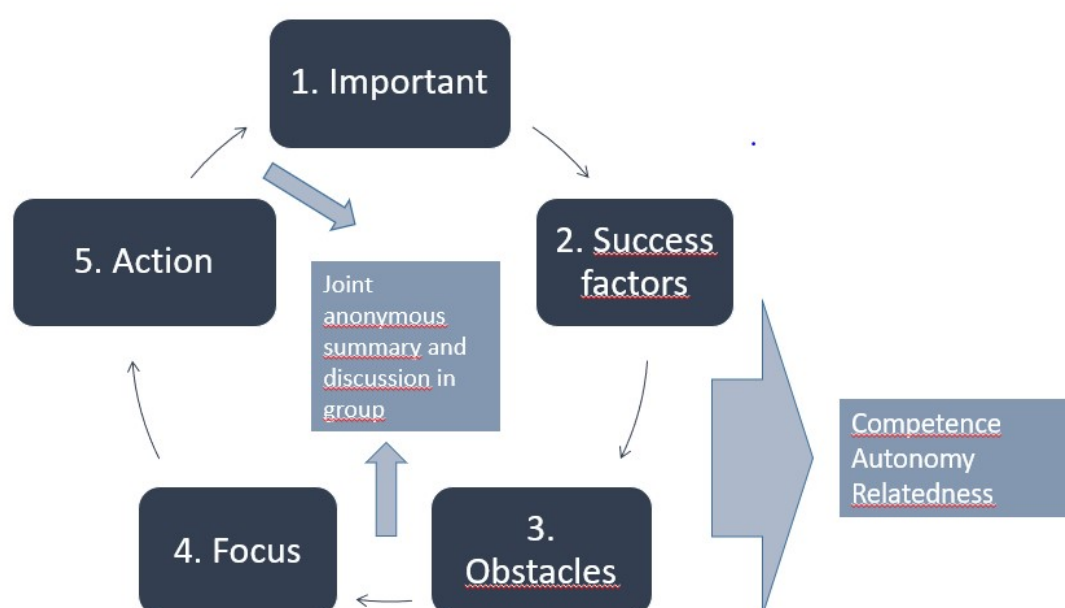 1. Important
2. Success
factors
3.
Obstacles
4. Focus
5. Action
Joint
anonymous
summary and
discussion in
group
Competence
Autonomy
Relatedness